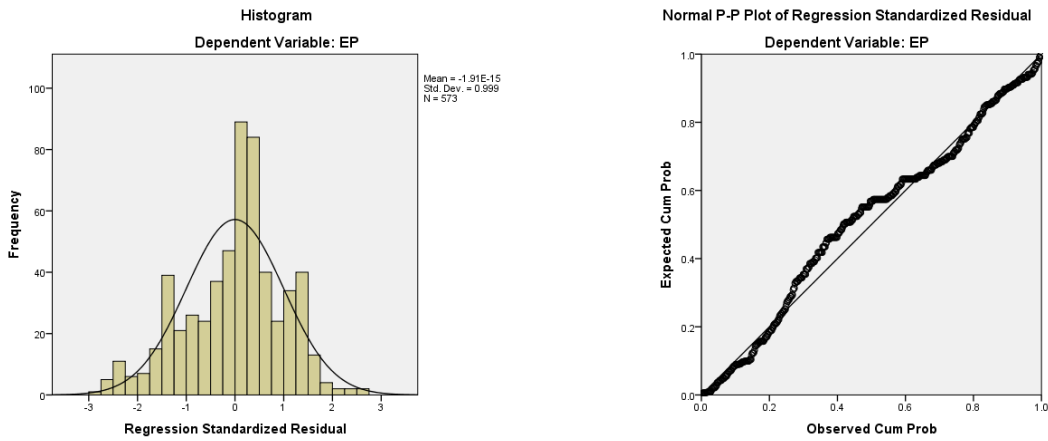 Histogram
Dependent Variable: EP
Mean = -1.91E-15
Std. Dev. = 0.999
N = 573
100
80
60
40
20
0
Frequency
-3 -2 -1 0 1 2 3
Regression Standardized Residual
Normal P-P Plot of Regression Standardized Residual
Dependent Variable: EP
1.0
0.8
0.6
0.4
0.2
0.0
Expected Cum Prob
0.0 0.2 0.4 0.6 0.8 1.0
Observed Cum Prob